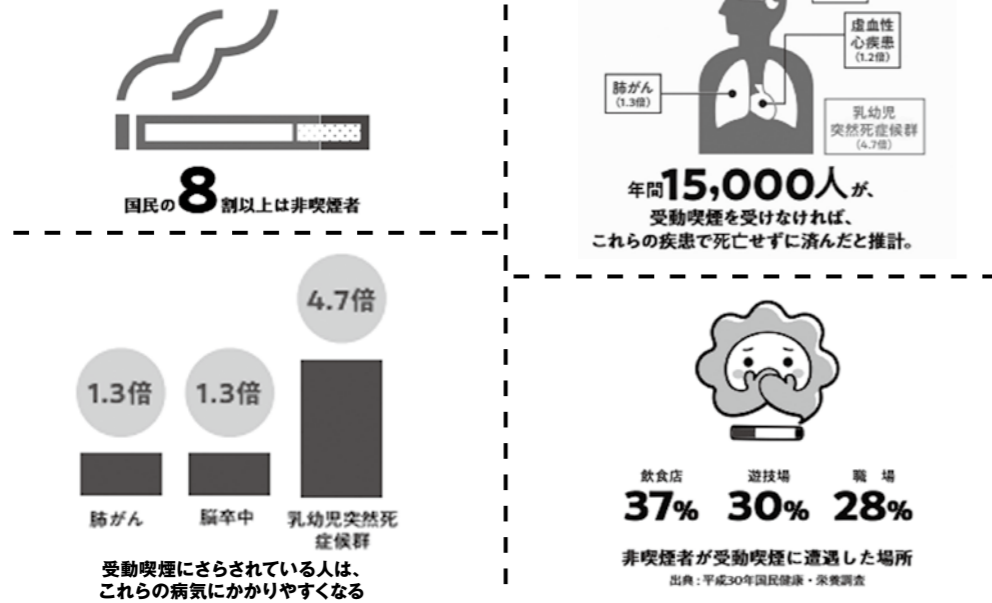 国民の8割以上は非喫煙者
虚血性
心疾患
(1.2倍)
肺がん
(1.3倍)
乳幼児
突然死症候群
(4.7倍)
年間15,000人が、
受動喫煙を受けなければ、
これらの疾患で死亡せずに済んだと推計。
4.7倍
1.3倍 1.3倍
肺がん 脳卒中 乳幼児突然死
症候群
受動喫煙にさらされている人は、
これらの病気にかかりやすくなる
飲食店 遊技場 職 場
37% 30% 28%
非喫煙者が受動喫煙に遭遇した場所
出典:平成30年国民健康・栄養調査